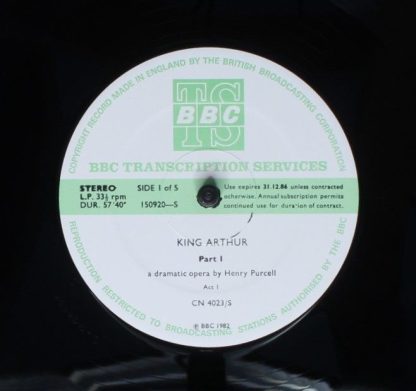 COPYRIGHT RECORD MADE IN ENGLAND BY THE BRITISH BROADCASTING CORPORATION
TS
BBC
BBC TRANSCRIPTION SERVICES
STEREO
L.P. 33⅓ rpm
DUR. 57'40"
SIDE 1 of 5
150920—S
Use expires 31.12.86 unless contracted
otherwise. Annual subscription permits
continued use for duration of contract.
KING ARTHUR
Part 1
a dramatic opera by Henry Purcell
Act 1
CN 4023/S
℗ BBC 1982
REPRODUCTION RESTRICTED TO BROADCASTING STATIONS AUTHORISED BY THE BBC